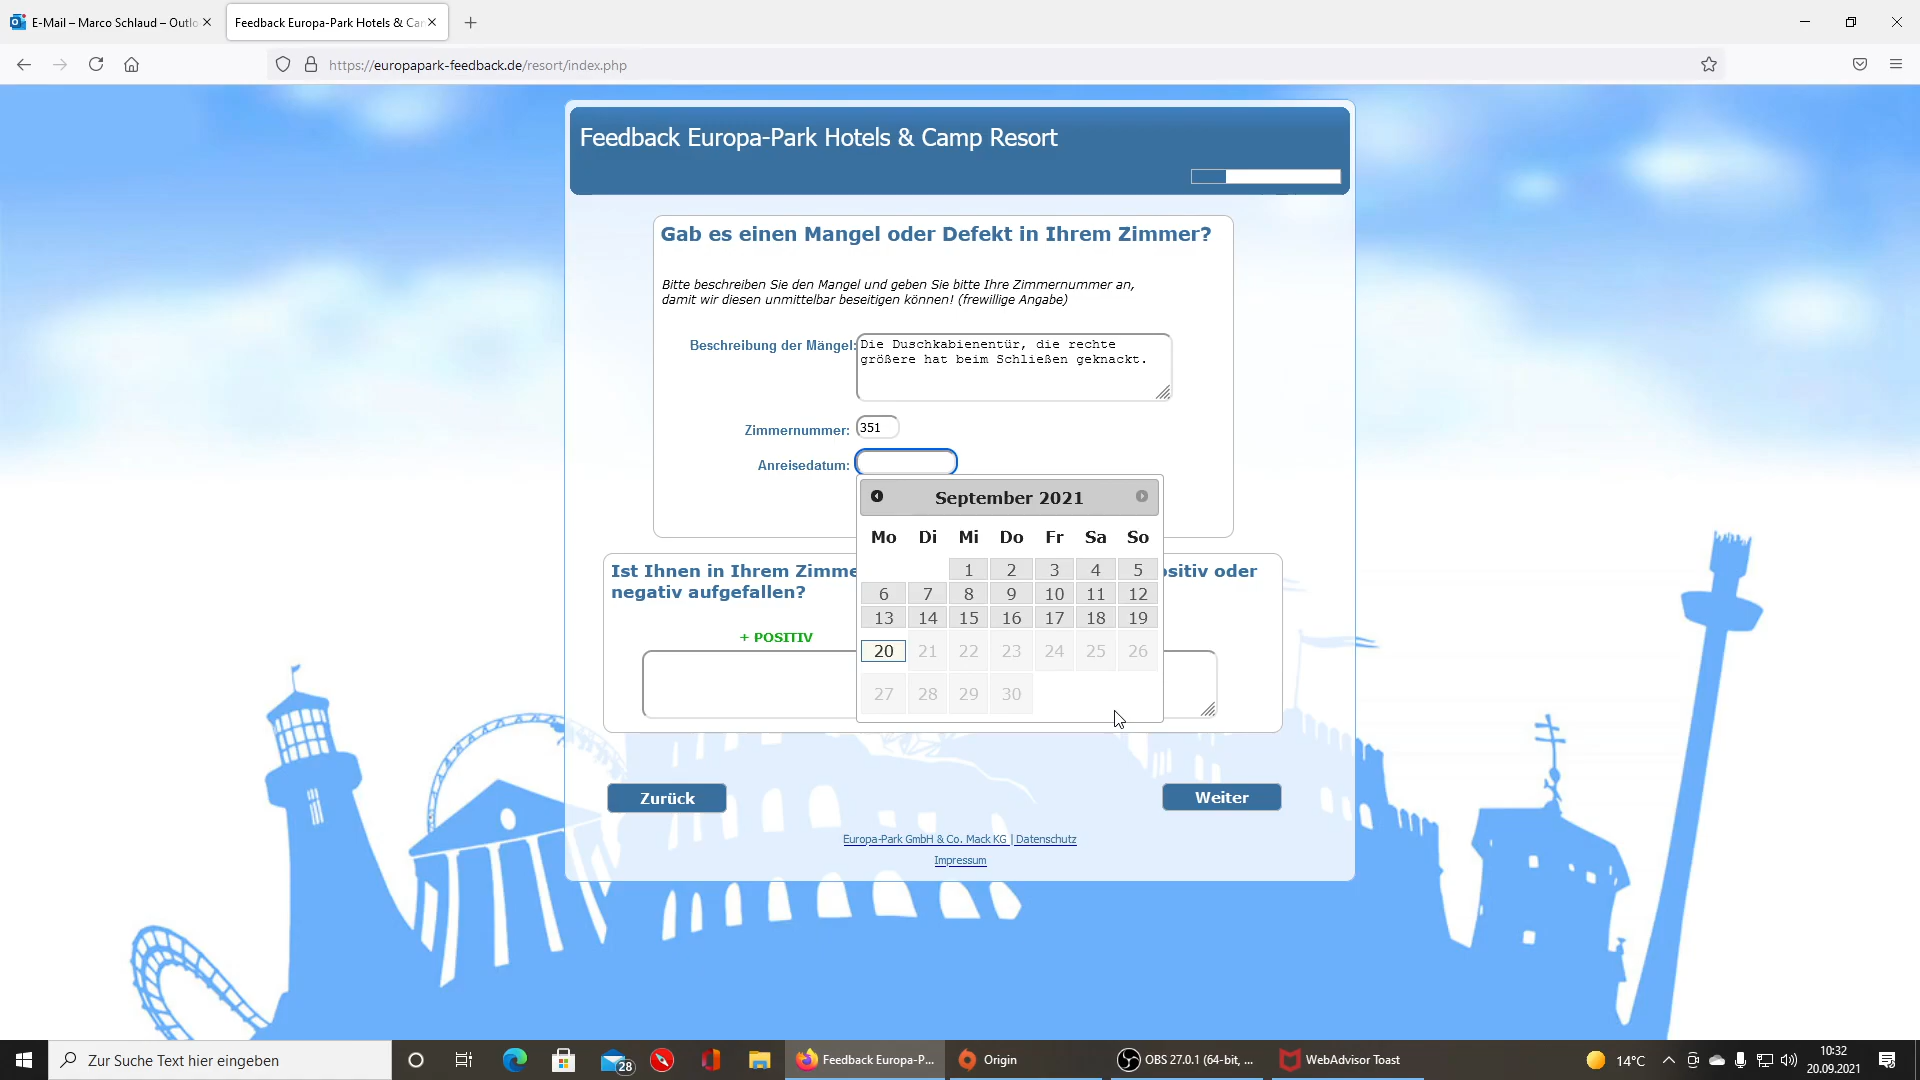 E-Mail – Marco Schlaud – Outlo
Feedback Europa-Park Hotels & Ca
https://europapark-feedback.de/resort/index.php
Feedback Europa-Park Hotels & Camp Resort
Gab es einen Mangel oder Defekt in Ihrem Zimmer?
Bitte beschreiben Sie den Mangel und geben Sie bitte Ihre Zimmernummer an,
damit wir diesen unmittelbar beseitigen können! (frewillige Angabe)
Beschreibung der Mängel:
Die Duschkabienentür, die rechte
größere hat beim Schließen geknackt.
Zimmernummer: 351
Anreisedatum:
September 2021
Mo Di Mi Do Fr Sa So
1 2 3 4 5
6 7 8 9 10 11 12
13 14 15 16 17 18 19
20 21 22 23 24 25 26
27 28 29 30
Ist Ihnen in Ihrem Zimme sitiv oder
negativ aufgefallen?
+ POSITIV
Zurück
Weiter
Europa-Park GmbH & Co. Mack KG | Datenschutz
Impressum
Zur Suche Text hier eingeben
28
Feedback Europa-P...
Origin
OBS 27.0.1 (64-bit, ...
WebAdvisor Toast
14°C
10:32
20.09.2021